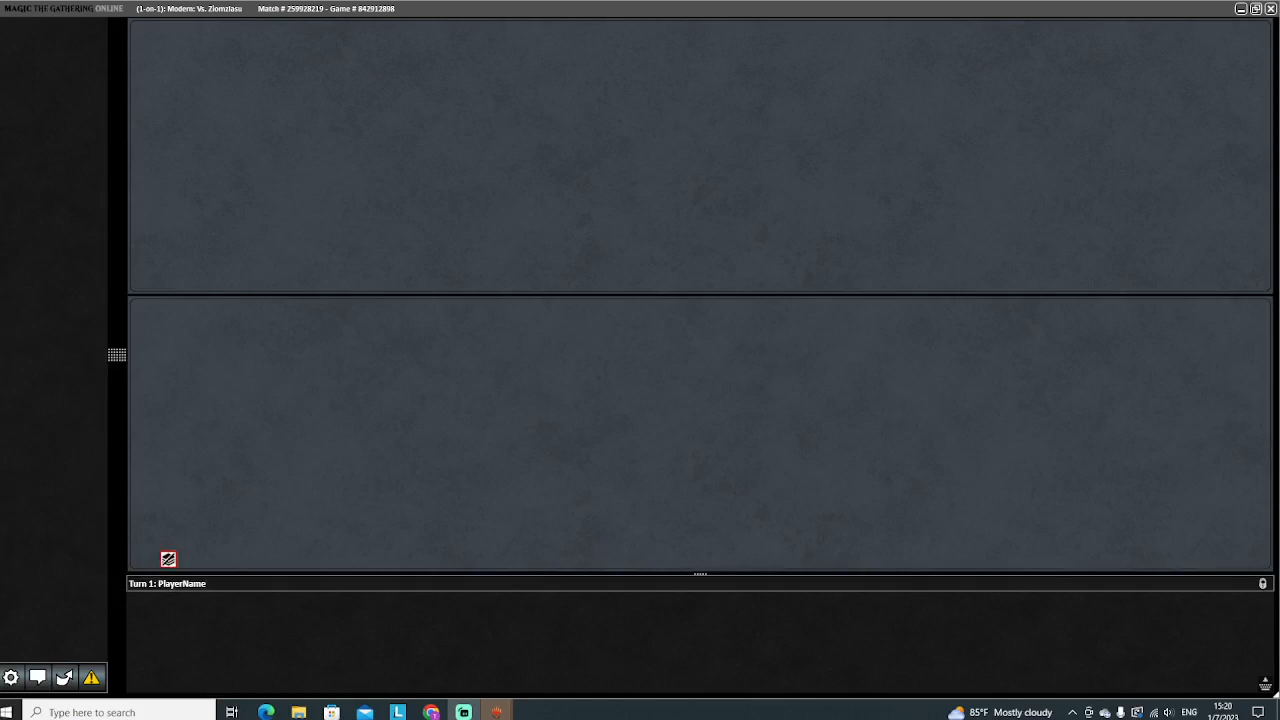 MAGIC THE GATHERING ONLINE (1-on-1): Modern: Vs. Ziomziasu Match # 259928219 - Game # 842912898
Turn 1: PlayerName
Type here to search
L
85°F Mostly cloudy
ENG
15:20
1/7/2023